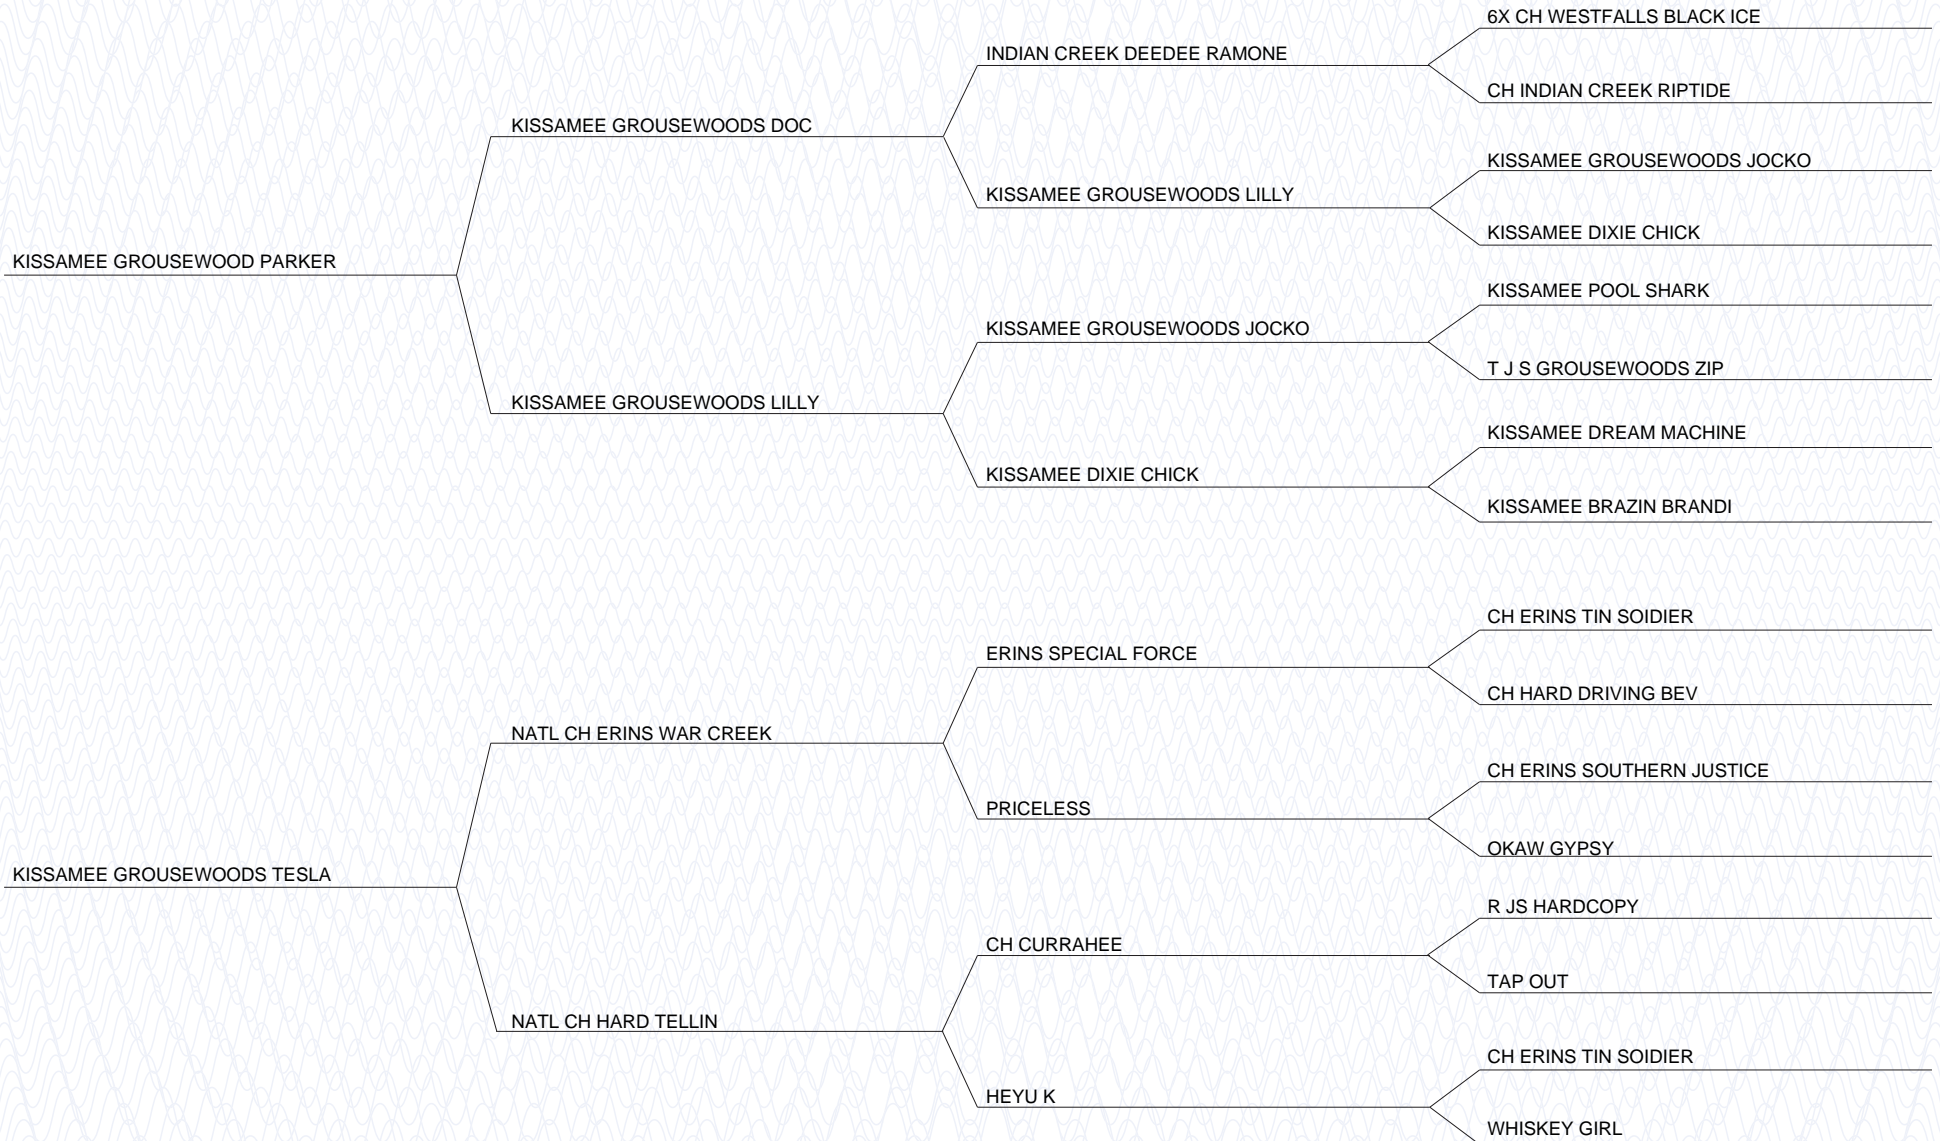 6X CH WESTFALLS BLACK ICE
INDIAN CREEK DEEDEE RAMONE
CH INDIAN CREEK RIPTIDE
KISSAMEE GROUSEWOODS DOC
KISSAMEE GROUSEWOODS JOCKO
KISSAMEE GROUSEWOODS LILLY
KISSAMEE DIXIE CHICK
KISSAMEE GROUSEWOOD PARKER
KISSAMEE POOL SHARK
KISSAMEE GROUSEWOODS JOCKO
T J S GROUSEWOODS ZIP
KISSAMEE GROUSEWOODS LILLY
KISSAMEE DREAM MACHINE
KISSAMEE DIXIE CHICK
KISSAMEE BRAZIN BRANDI
CH ERINS TIN SOIDIER
ERINS SPECIAL FORCE
CH HARD DRIVING BEV
NATL CH ERINS WAR CREEK
CH ERINS SOUTHERN JUSTICE
PRICELESS
OKAW GYPSY
KISSAMEE GROUSEWOODS TESLA
R JS HARDCOPY
CH CURRAHEE
TAP OUT
NATL CH HARD TELLIN
CH ERINS TIN SOIDIER
HEYU K
WHISKEY GIRL